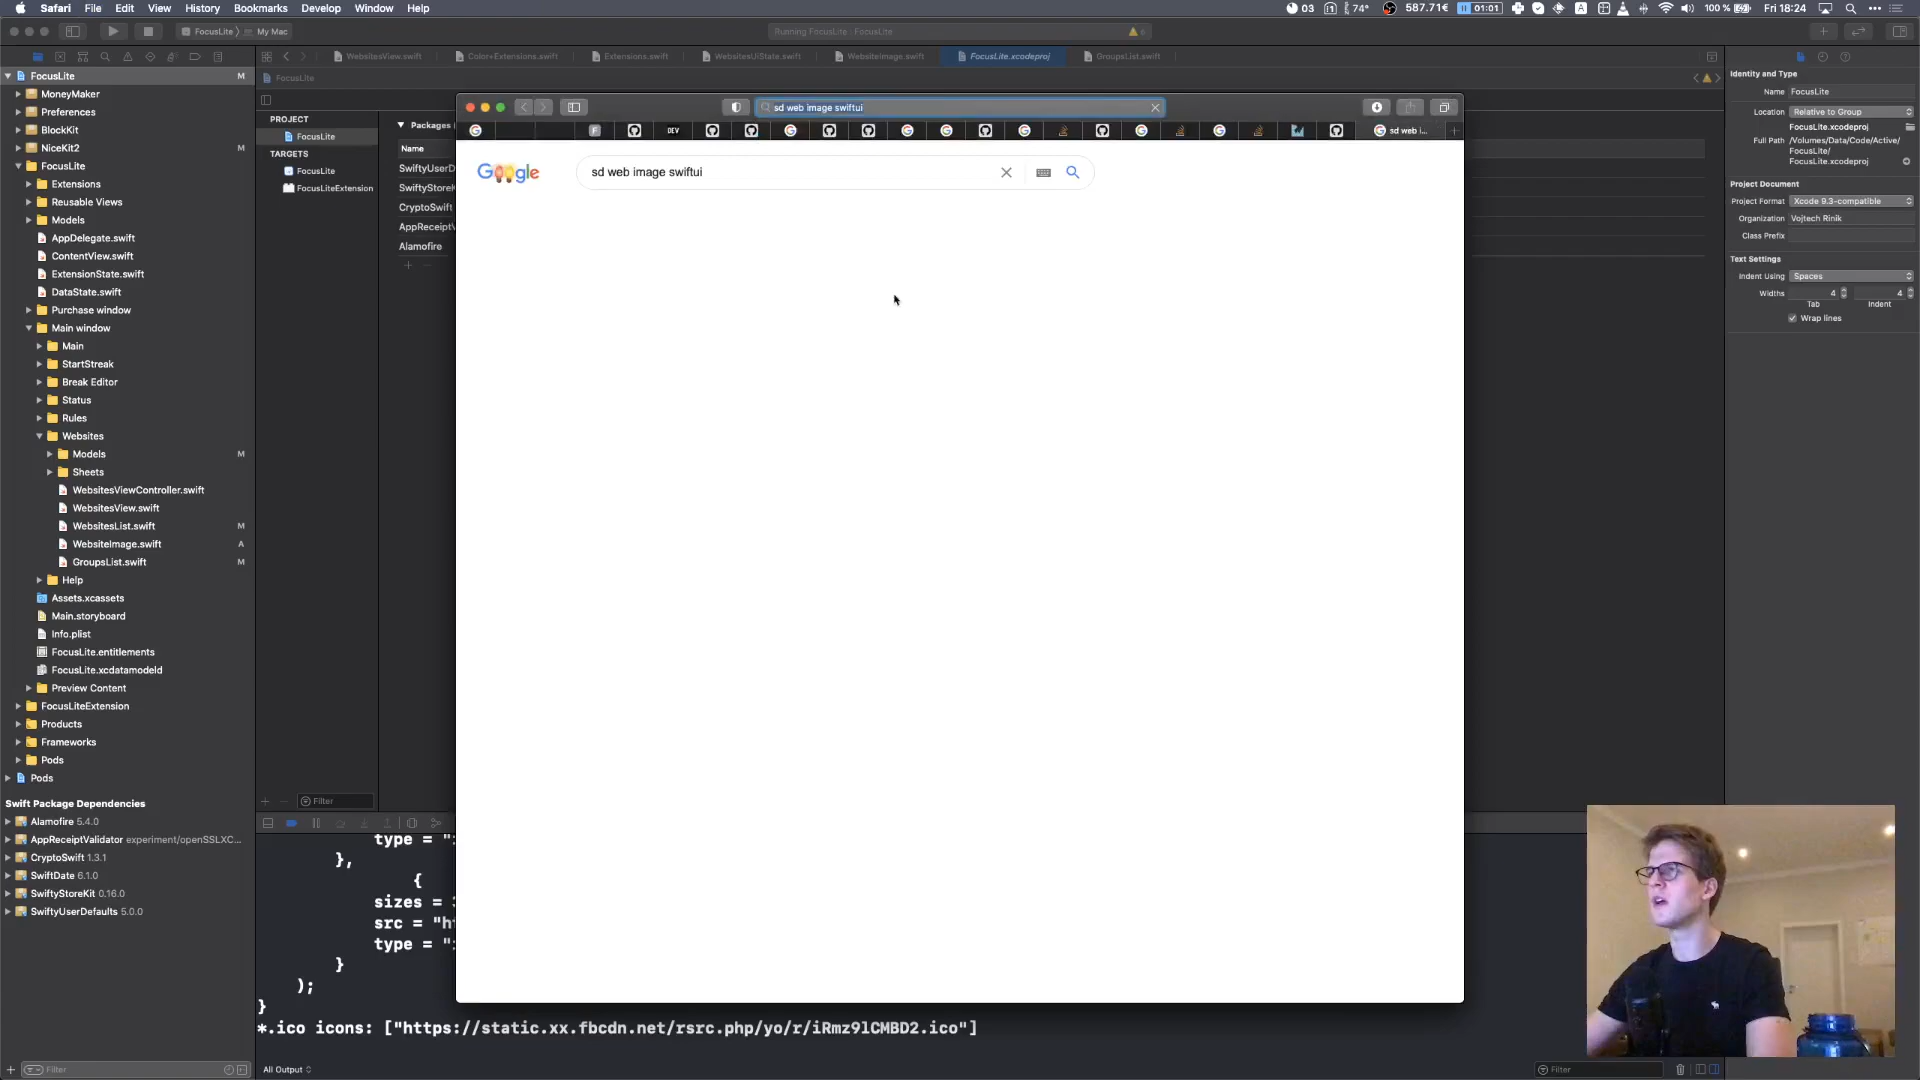 Safari File Edit View History Bookmarks Develop Window Help
03 74° 587.71€ 01:01 A 100 % Fri 18:24
FocusLite My Mac
Running FocusLite : FocusLite
WebsitesView.swift Color+Extensions.swift Extensions.swift WebsitesUIState.swift WebsiteImage.swift FocusLite.xcodeproj GroupsList.swift
FocusLite M
MoneyMaker
Preferences
BlockKit
NiceKit2 M
FocusLite
Extensions
Reusable Views
Models
AppDelegate.swift
ContentView.swift
ExtensionState.swift
DataState.swift
Purchase window
Main window
Main
StartStreak
Break Editor
Status
Rules
Websites
Models M
Sheets
WebsitesViewController.swift
WebsitesView.swift
WebsitesList.swift M
WebsiteImage.swift A
GroupsList.swift M
Help
Assets.xcassets
Main.storyboard
Info.plist
FocusLite.entitlements
FocusLite.xcdatamodeld
Preview Content
FocusLiteExtension
Products
Frameworks
Pods
Pods
Swift Package Dependencies
Alamofire 5.4.0
AppReceiptValidator experiment/openSSLXC...
CryptoSwift 1.3.1
SwiftDate 6.1.0
SwiftyStoreKit 0.16.0
SwiftyUserDefaults 5.0.0
Filter
FocusLite
PROJECT
FocusLite
TARGETS
FocusLite
FocusLiteExtension
Filter
Packages
Name
SwiftyUserD
SwiftyStoreK
CryptoSwift
AppReceiptV
Alamofire
sd web image swiftui
F DEV sd web i...
Google sd web image swiftui
Identity and Type
Name FocusLite
Location Relative to Group
FocusLite.xcodeproj
Full Path /Volumes/Data/Code/Active/
FocusLite/
FocusLite.xcodeproj
Project Document
Project Format Xcode 9.3-compatible
Organization Vojtech Rinik
Class Prefix
Text Settings
Indent Using Spaces
Widths 4 4
Tab Indent
Wrap lines
type = "
},
{
sizes =
src = "h
type = "
}
);
}
*.ico icons: ["https://static.xx.fbcdn.net/rsrc.php/yo/r/iRmz9lCMBD2.ico"]
All Output
Filter